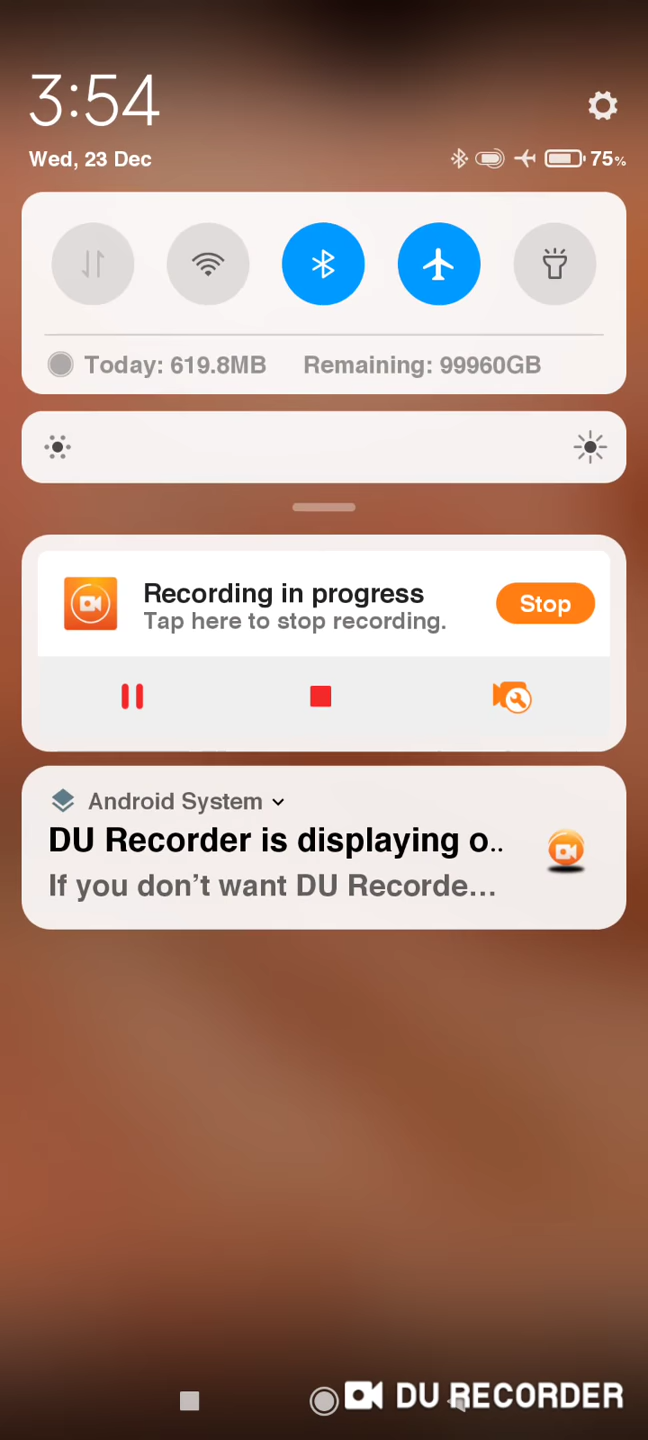 3:54
Wed, 23 Dec
75%
Today: 619.8MB Remaining: 99960GB
Recording in progress
Tap here to stop recording.
Stop
Android System
DU Recorder is displaying o..
If you don’t want DU Recorde...
DU RECORDER